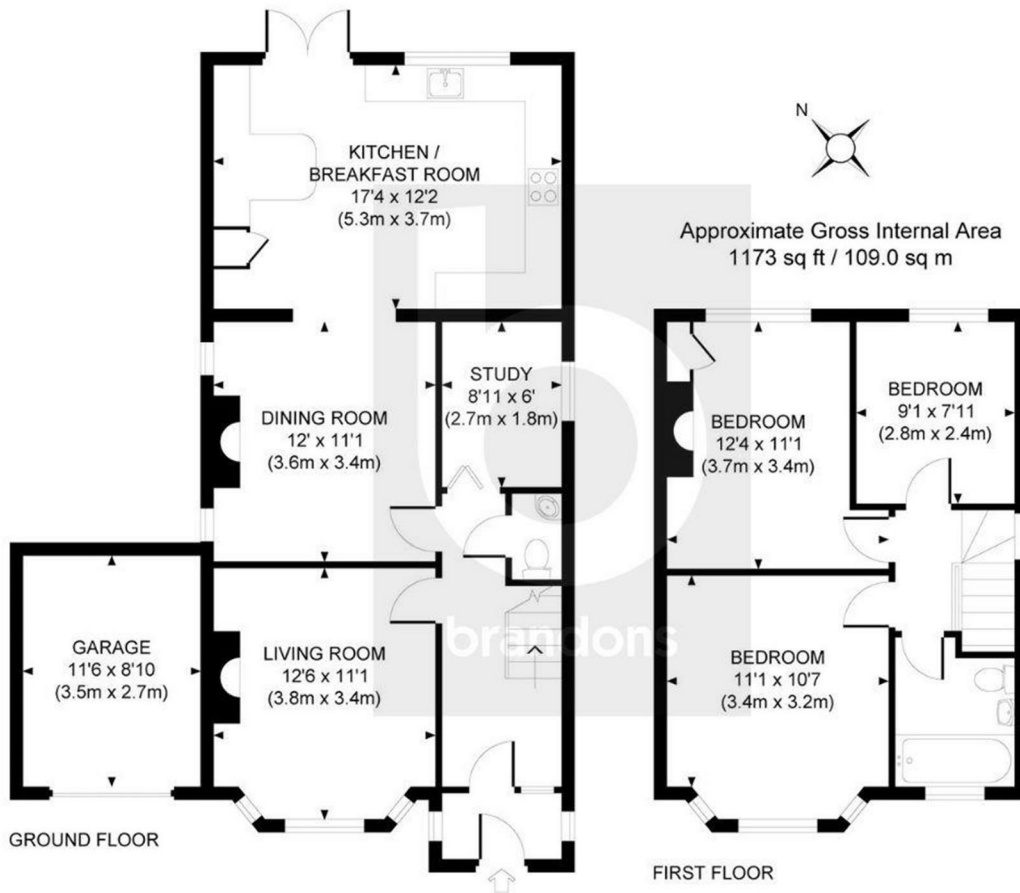 N
Approximate Gross Internal Area
1173 sq ft / 109.0 sq m
KITCHEN /
BREAKFAST ROOM
17'4 x 12'2
(5.3m x 3.7m)
STUDY
8'11 x 6'
(2.7m x 1.8m)
DINING ROOM
12' x 11'1
(3.6m x 3.4m)
GARAGE
11'6 x 8'10
(3.5m x 2.7m)
LIVING ROOM
12'6 x 11'1
(3.8m x 3.4m)
GROUND FLOOR
BEDROOM
12'4 x 11'1
(3.7m x 3.4m)
BEDROOM
9'1 x 7'11
(2.8m x 2.4m)
BEDROOM
11'1 x 10'7
(3.4m x 3.2m)
FIRST FLOOR
b
brandons